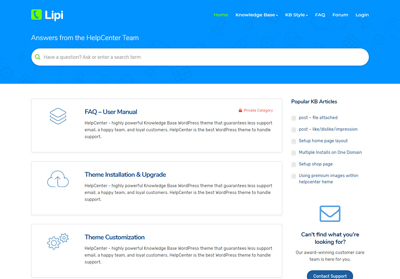 Lipi
Home
Knowledge Base
KB Style
FAQ
Forum
Login
Answers from the HelpCenter Team
Have a question? Ask or enter a search term
FAQ – User Manual
Private Category
HelpCenter - highly powerful Knowledge Base WordPress theme that guarantees less support
email, a happy team, and loyal customers. HelpCenter is the best WordPress theme to handle
support.
Theme Installation & Upgrade
HelpCenter - highly powerful Knowledge Base WordPress theme that guarantees less support
email, a happy team, and loyal customers. HelpCenter is the best WordPress theme to handle
support.
Theme Customization
HelpCenter - highly powerful Knowledge Base WordPress theme that guarantees less support
email, a happy team, and loyal customers. HelpCenter is the best WordPress theme to handle
support.
Popular KB Articles
post – file attached
post – like/dislike/impression
Setup home page layout
Multiple Installs on One Domain
Setup shop page
Using premium images within
helpcenter heme
Can't find what you're
looking for?
Our award-winning customer care
team is here for you.
Contact Support